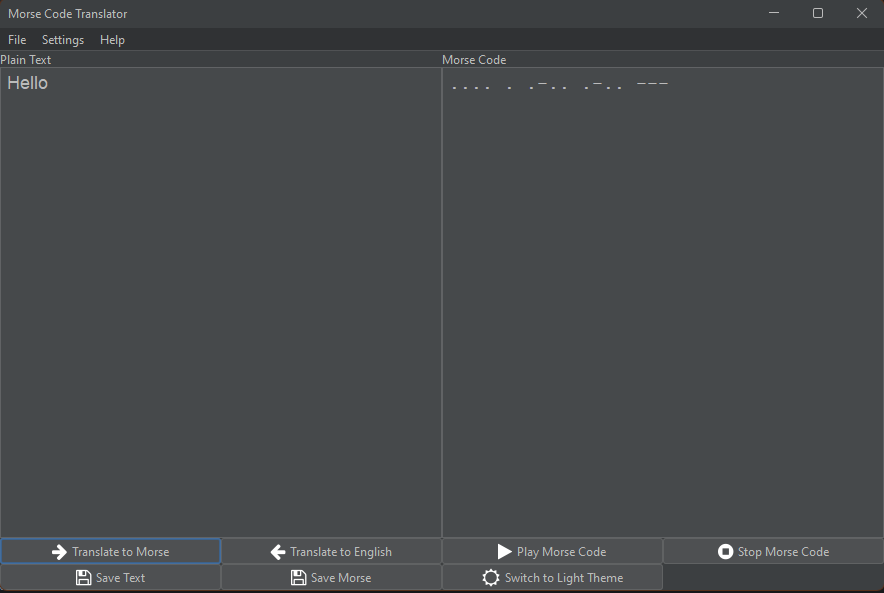 Morse Code Translator
File Settings Help
Plain Text Morse Code
Hello .... . .-.. .-.. ---
Translate to Morse Translate to English Play Morse Code Stop Morse Code
Save Text Save Morse Switch to Light Theme